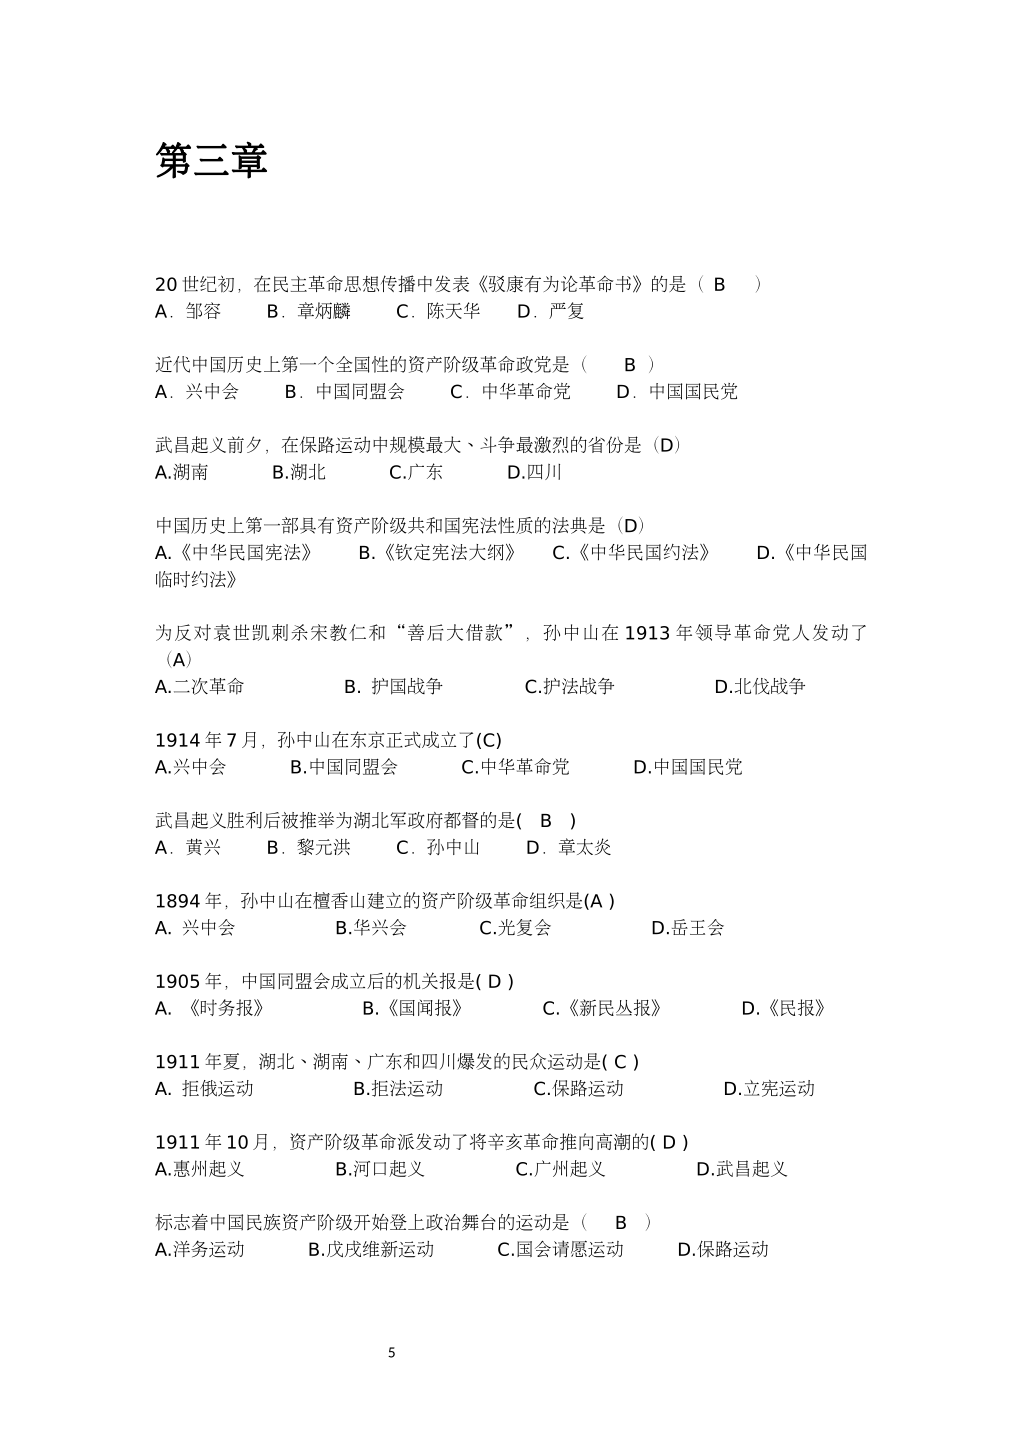 第三章
20 世纪初，在民主革命思想传播中发表《驳康有为论革命书》的是（ B ）
A．邹容 B．章炳麟 C．陈天华 D．严复
近代中国历史上第一个全国性的资产阶级革命政党是（ B ）
A．兴中会 B．中国同盟会 C．中华革命党 D．中国国民党
武昌起义前夕，在保路运动中规模最大、斗争最激烈的省份是（D）
A.湖南 B.湖北 C.广东 D.四川
中国历史上第一部具有资产阶级共和国宪法性质的法典是（D）
A.《中华民国宪法》 B.《钦定宪法大纲》 C.《中华民国约法》 D.《中华民国
临时约法》
为反对袁世凯刺杀宋教仁和“善后大借款”，孙中山在 1913 年领导革命党人发动了
（A）
A.二次革命 B. 护国战争 C.护法战争 D.北伐战争
1914 年 7 月，孙中山在东京正式成立了(C)
A.兴中会 B.中国同盟会 C.中华革命党 D.中国国民党
武昌起义胜利后被推举为湖北军政府都督的是( B )
A．黄兴 B．黎元洪 C．孙中山 D．章太炎
1894 年，孙中山在檀香山建立的资产阶级革命组织是(A )
A. 兴中会 B.华兴会 C.光复会 D.岳王会
1905 年，中国同盟会成立后的机关报是( D )
A. 《时务报》 B.《国闻报》 C.《新民丛报》 D.《民报》
1911 年夏，湖北、湖南、广东和四川爆发的民众运动是( C )
A. 拒俄运动 B.拒法运动 C.保路运动 D.立宪运动
1911 年 10 月，资产阶级革命派发动了将辛亥革命推向高潮的( D )
A.惠州起义 B.河口起义 C.广州起义 D.武昌起义
标志着中国民族资产阶级开始登上政治舞台的运动是（ B ）
A.洋务运动 B.戊戌维新运动 C.国会请愿运动 D.保路运动
5